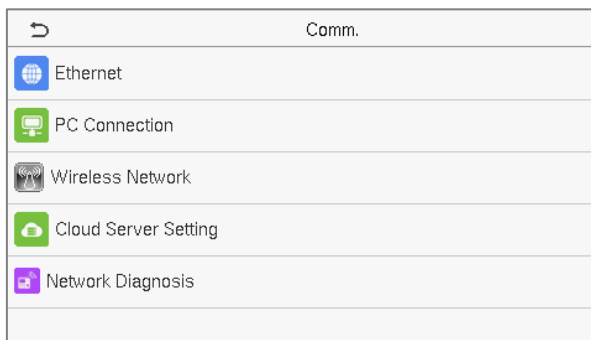 Comm.
Ethernet
PC Connection
Wireless Network
Cloud Server Setting
Network Diagnosis